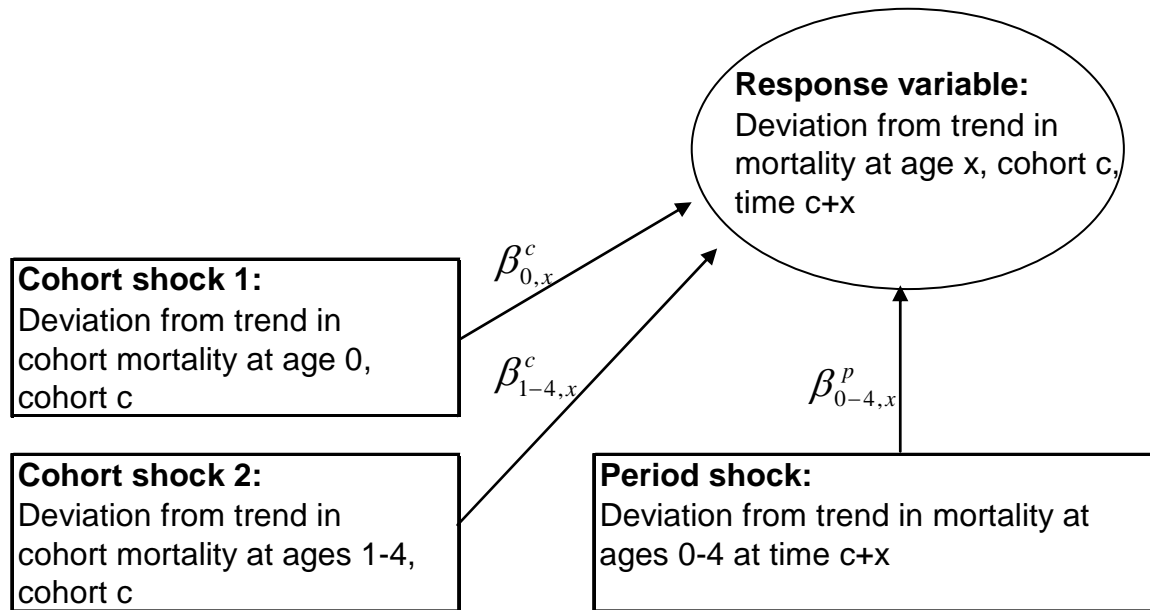 Response variable:
Deviation from trend in
mortality at age x, cohort c,
time c+x
Cohort shock 1:
Deviation from trend in
cohort mortality at age 0,
cohort c
β^c_{0,x}
β^c_{1−4,x}
β^p_{0−4,x}
Cohort shock 2:
Deviation from trend in
cohort mortality at ages 1-4,
cohort c
Period shock:
Deviation from trend in mortality at
ages 0-4 at time c+x